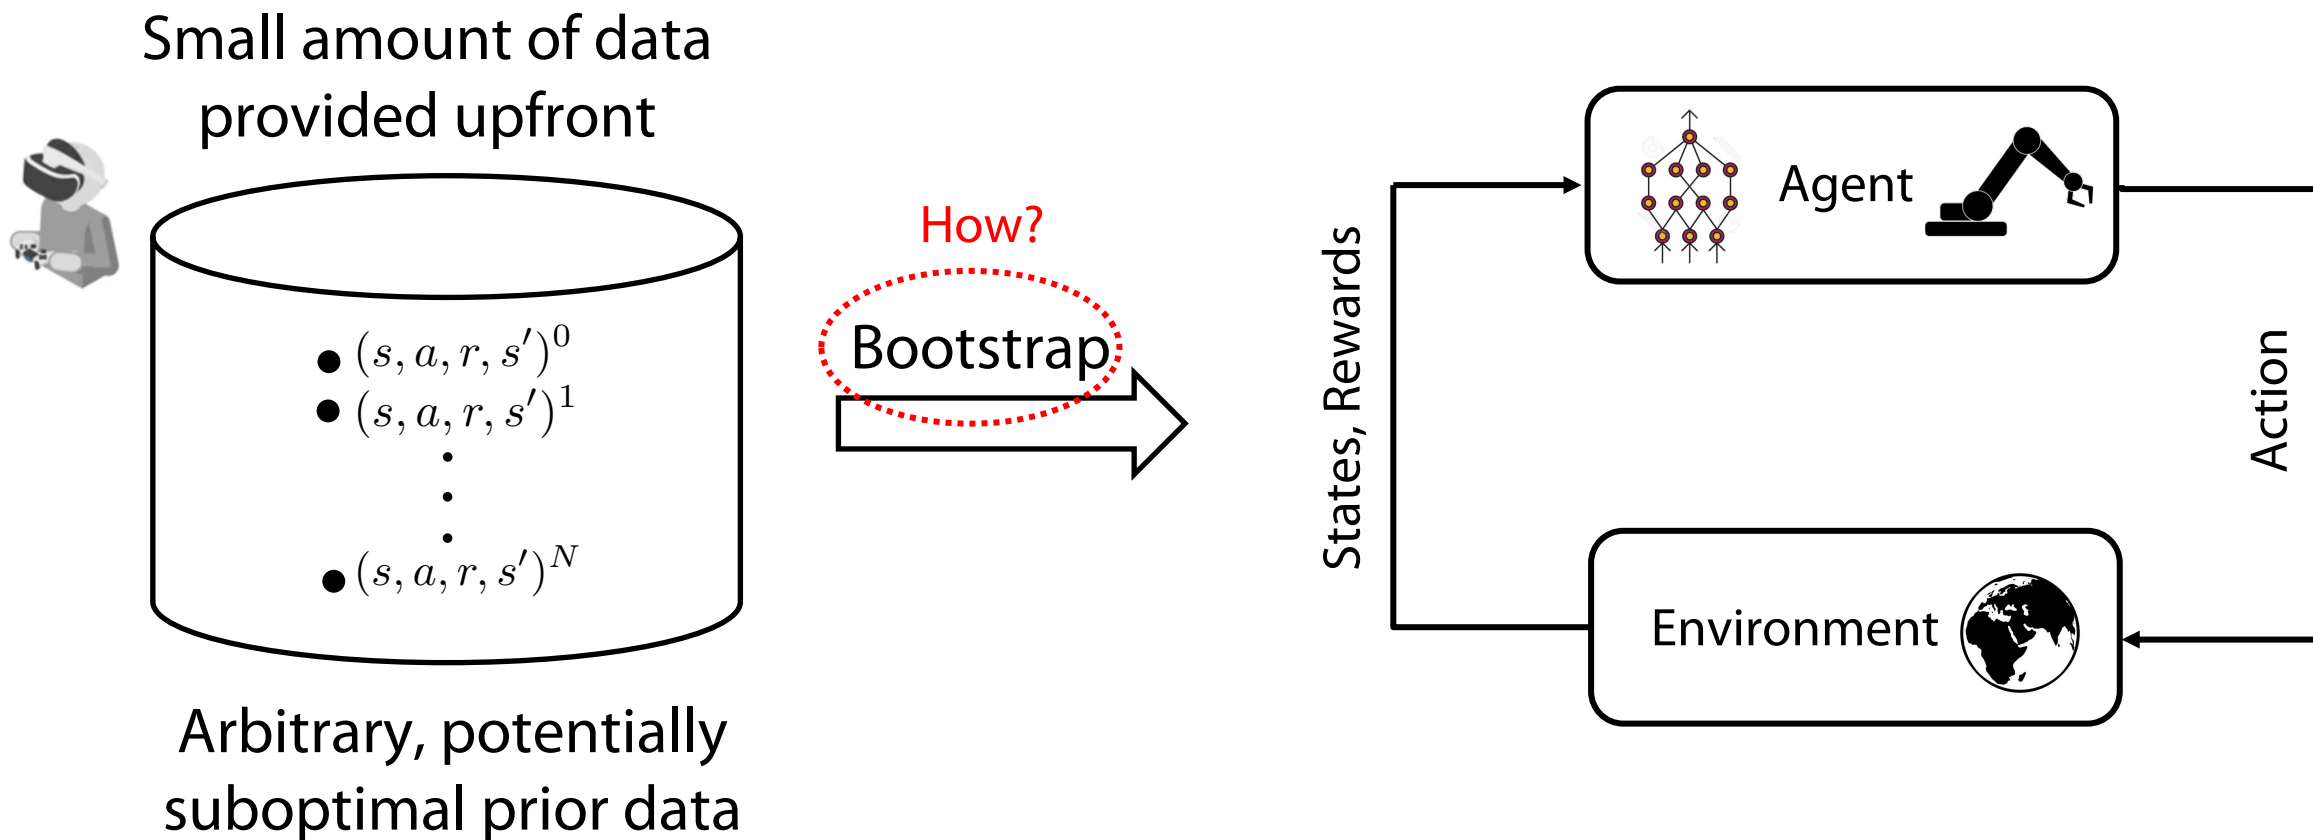 Small amount of data
provided upfront
• (s, a, r, s′)⁰
• (s, a, r, s′)¹
.
.
.
• (s, a, r, s′)ᴺ
Arbitrary, potentially
suboptimal prior data
How?
Bootstrap
States, Rewards
Agent
Environment
Action